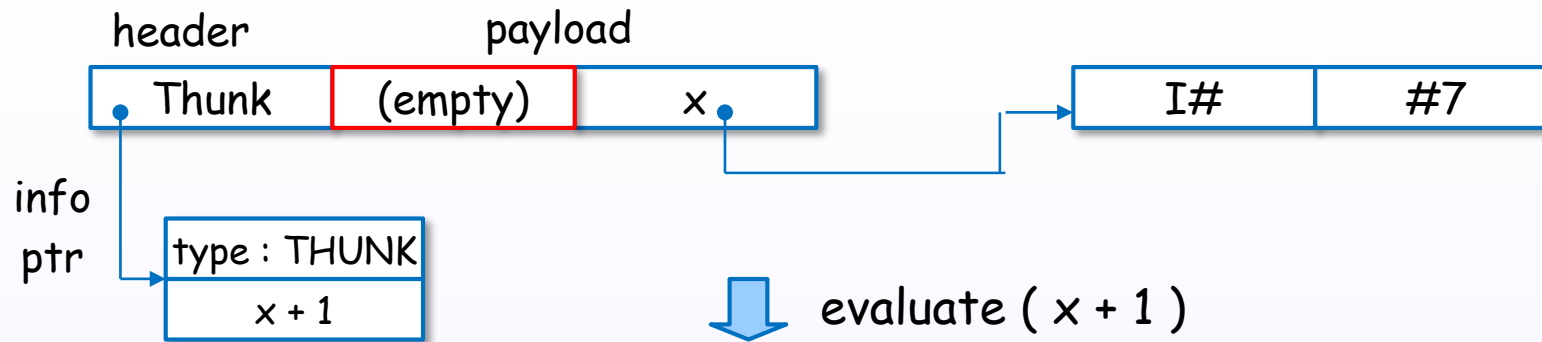 header payload
Thunk (empty) x I# #7
info
ptr
type : THUNK
x + 1
evaluate ( x + 1 )